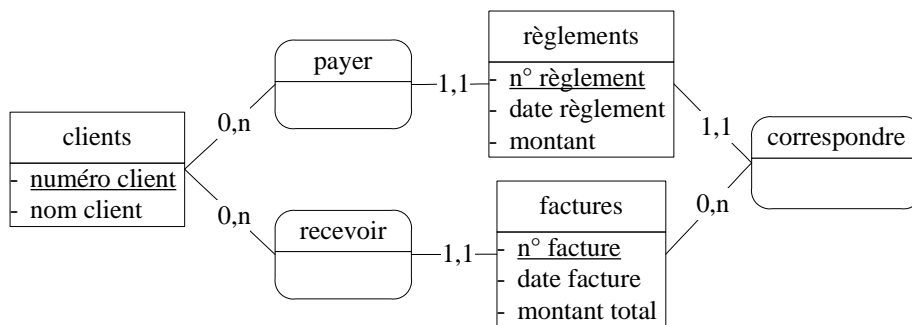 règlements
payer
- n° règlement
1,1
- date règlement
0,n
- montant
1,1
clients
correspondre
- numéro client
- nom client
factures
0,n
0,n
recevoir
- n° facture
1,1
- date facture
- montant total